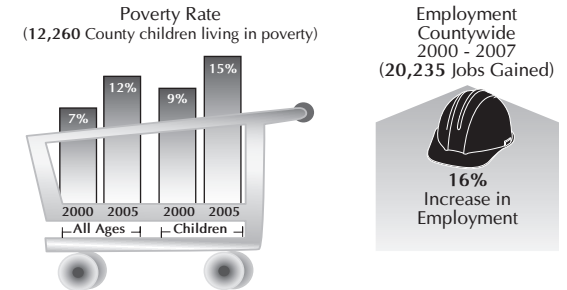 Poverty Rate
(12,260 County children living in poverty)
7%
12%
9%
15%
2000 2005 2000 2005
All Ages Children
Employment
Countywide
2000 - 2007
(20,235 Jobs Gained)
16%
Increase in
Employment